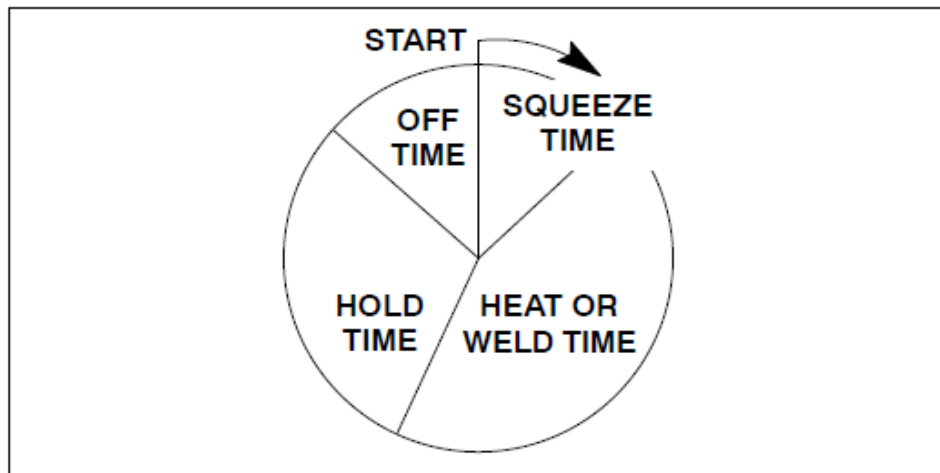 START
SQUEEZE
TIME
OFF
TIME
HOLD
TIME
HEAT OR
WELD TIME